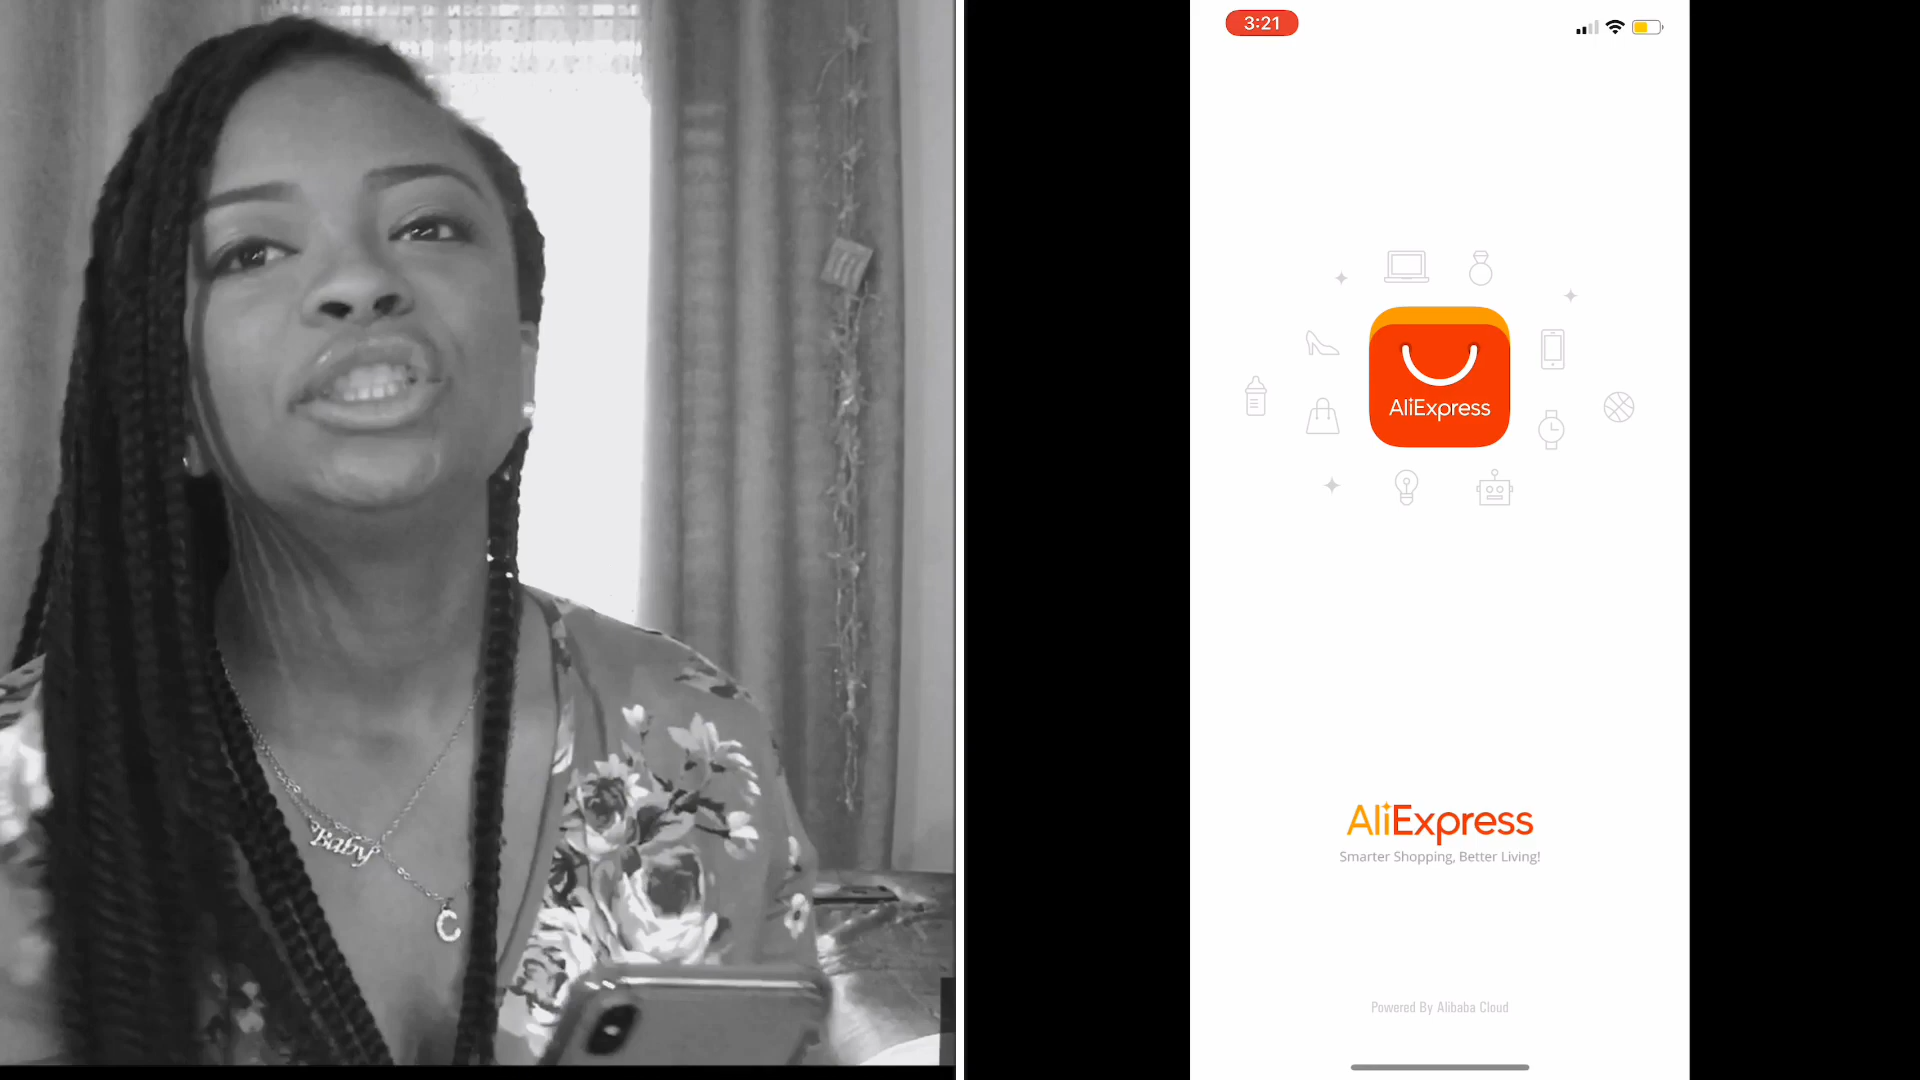 Baby
C
3:21
AliExpress
AliExpress
Smarter Shopping, Better Living!
Powered By Alibaba Cloud